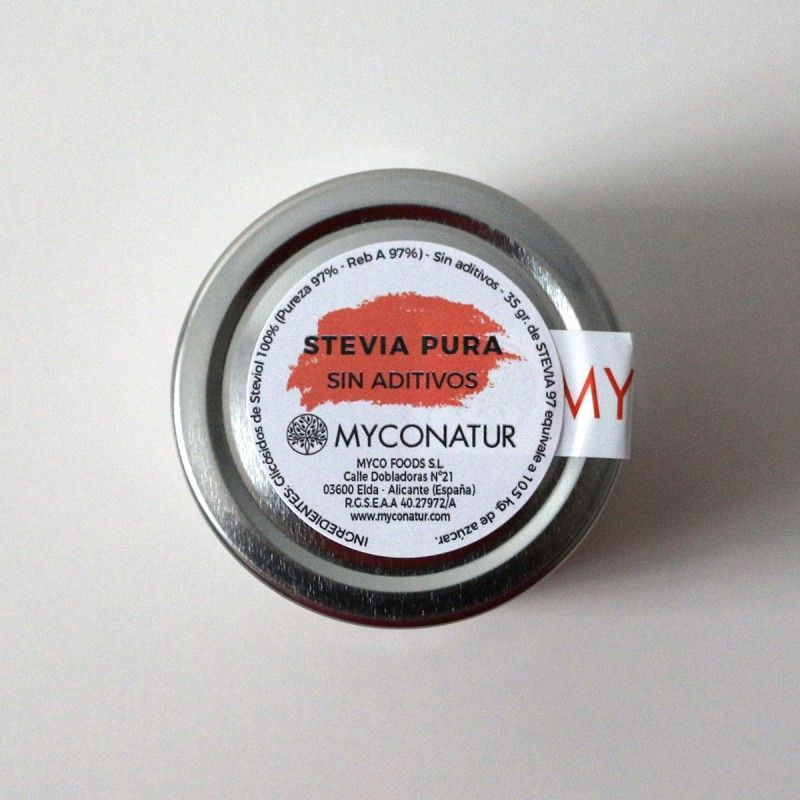 INGREDIENTES: Glicósidos de Steviol 100% (Pureza 97% - Reb A 97%) - Sin aditivos - 35 gr. de STEVIA 97 equivale a 10,5 kg de azúcar.
STEVIA PURA
SIN ADITIVOS
MYCONATUR
MYCO FOODS S.L.
Calle Dobladoras Nº21
03600 Elda - Alicante (España)
R.G.S.E.A.A 40.27972/A
www.myconatur.com
MY